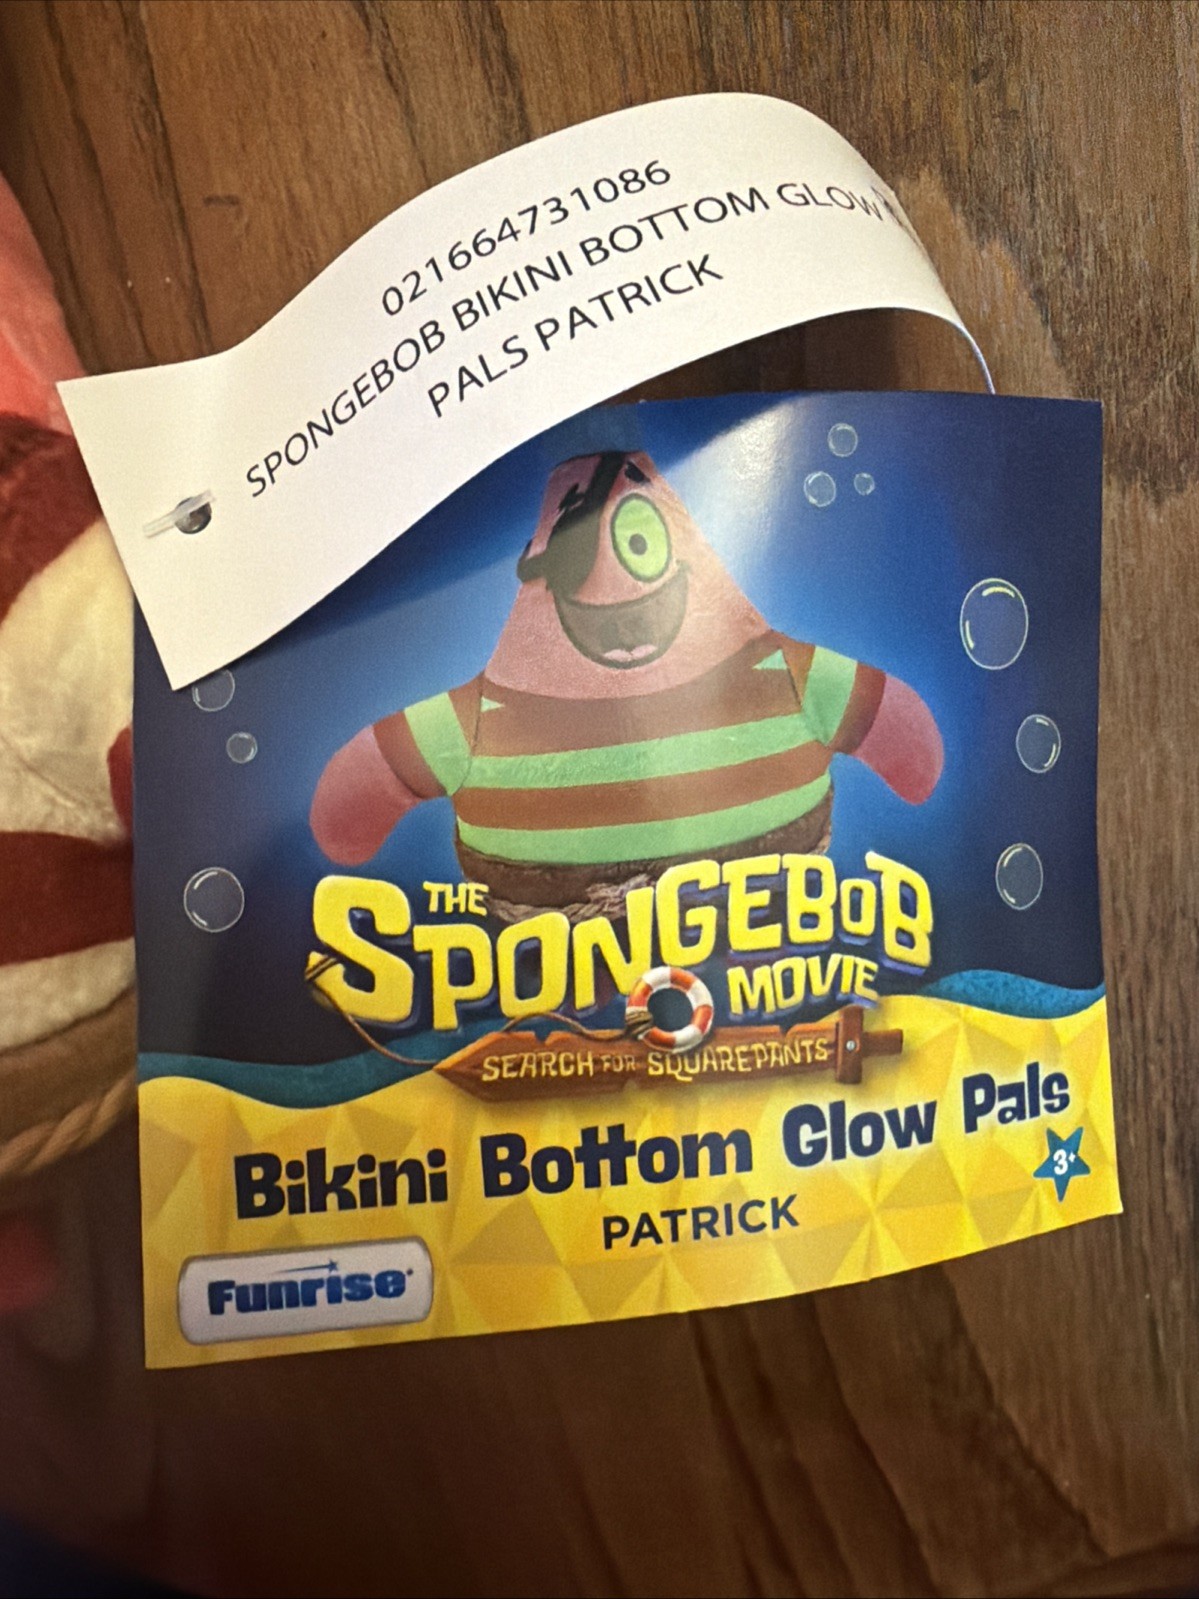 021664731086
SPONGEBOB BIKINI BOTTOM GLOW
PALS PATRICK
THE
SPONGEBOB
MOVIE
SEARCH FOR SQUAREPANTS
Bikini Bottom Glow Pals
3+
PATRICK
Funrise